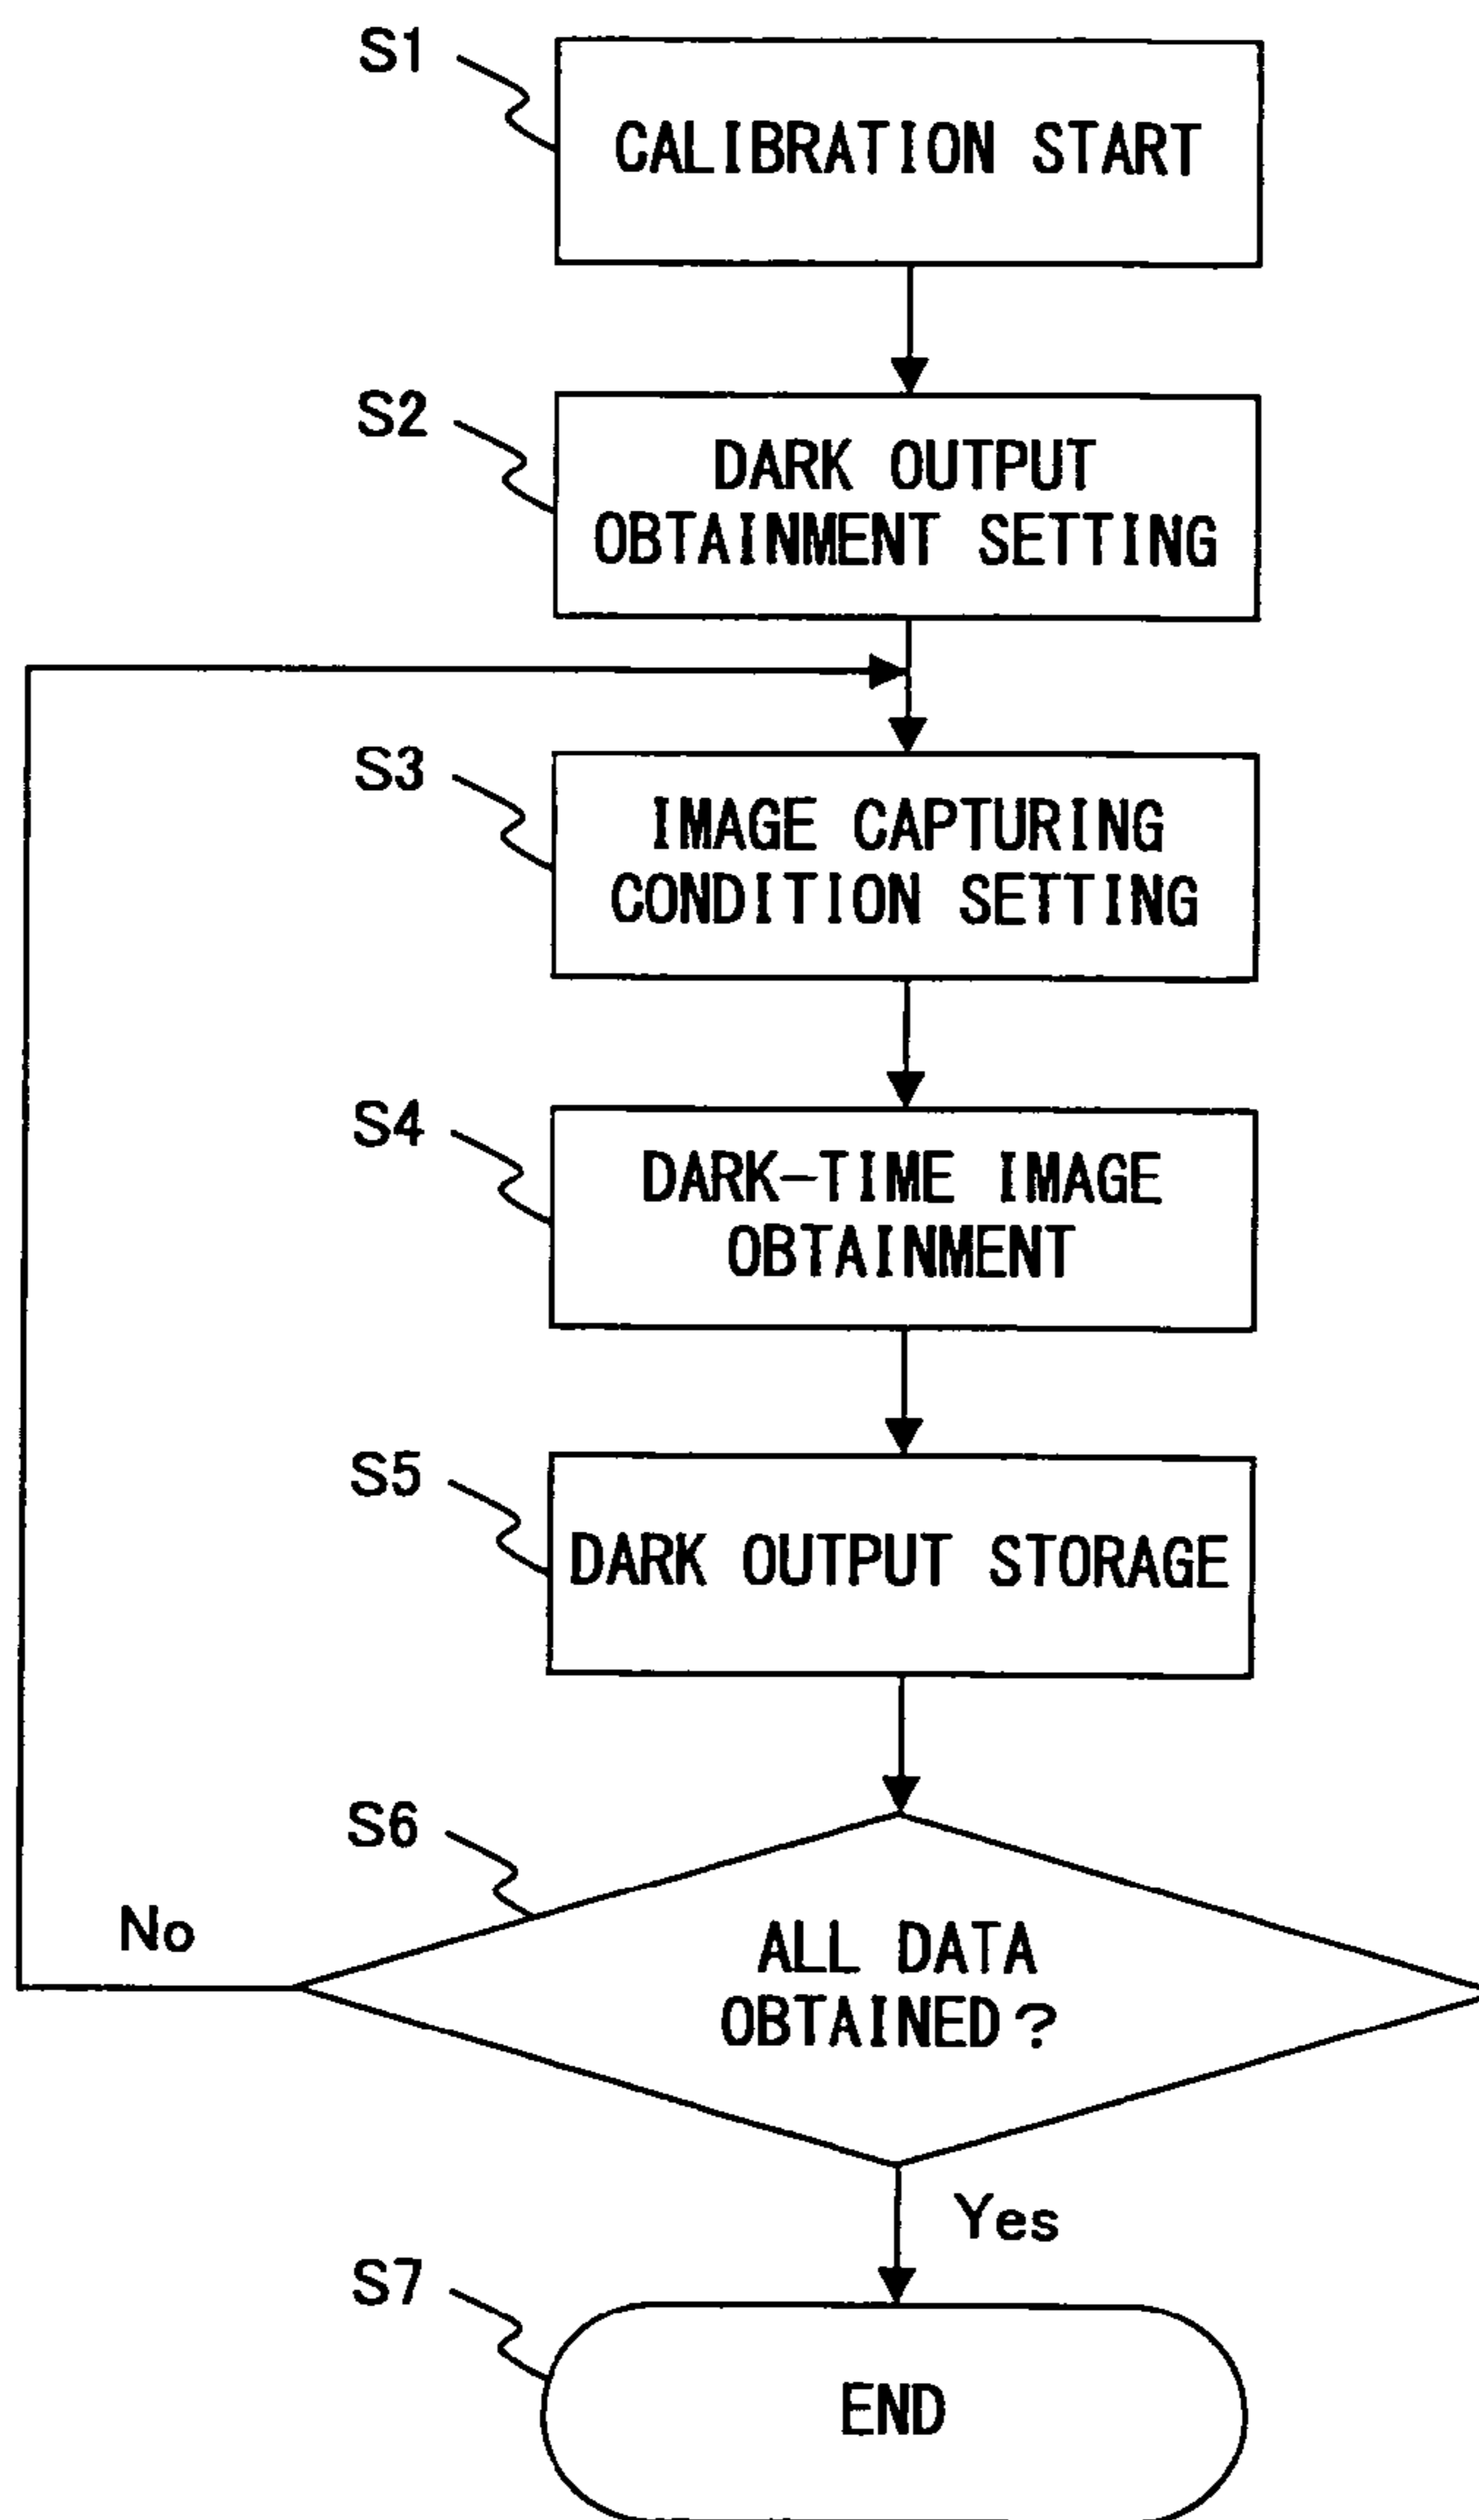 S1
CALIBRATION START
S2
DARK OUTPUT
OBTAINMENT SETTING
S3
IMAGE CAPTURING
CONDITION SETTING
S4
DARK-TIME IMAGE
OBTAINMENT
S5
DARK OUTPUT STORAGE
S6
No
ALL DATA
OBTAINED?
Yes
S7
END